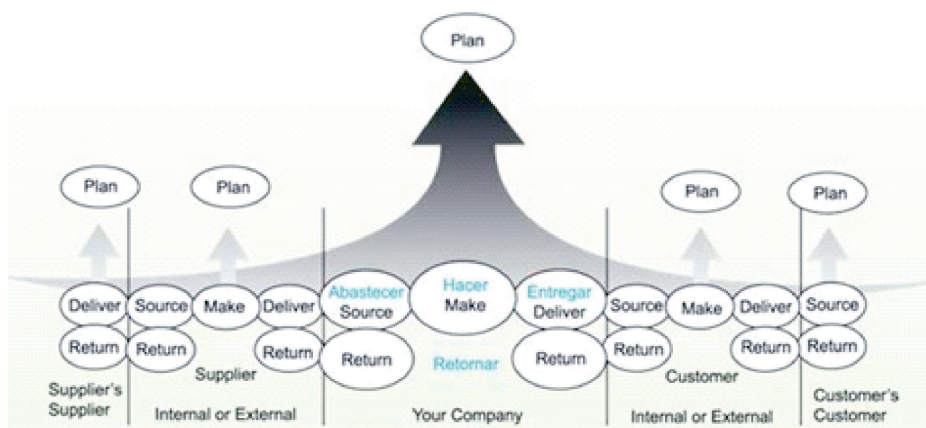 Plan
Plan
Plan
Plan
Plan
Deliver
Source
Make
Deliver
Abastecer
Source
Hacer
Make
Entregar
Deliver
Source
Make
Deliver
Source
Return
Return
Return
Return
Retornar
Return
Return
Return
Return
Supplier's
Supplier
Supplier
Internal or External
Your Company
Customer
Internal or External
Customer's
Customer